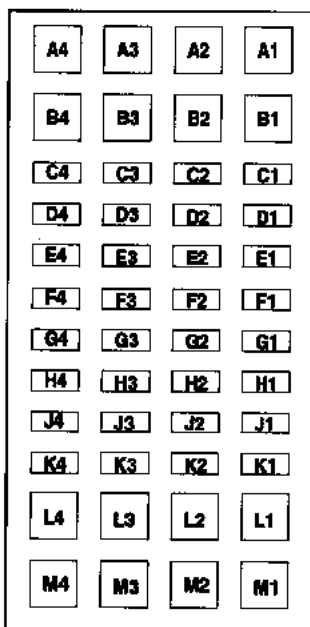 A4 A3 A2 A1
B4 B3 B2 B1
C4 C3 C2 C1
D4 D3 D2 D1
E4 E3 E2 E1
F4 F3 F2 F1
G4 G3 G2 G1
H4 H3 H2 H1
J4 J3 J2 J1
K4 K3 K2 K1
L4 L3 L2 L1
M4 M3 M2 M1